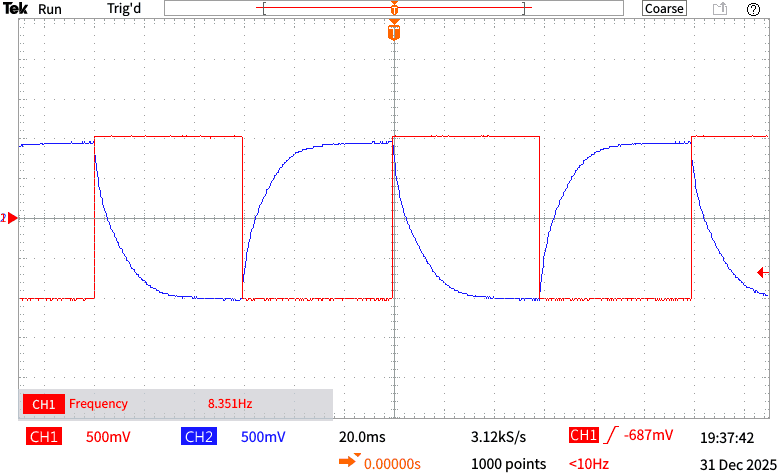 Tek Run Trig'd T Coarse ?
T
2
CH1 Frequency 8.351Hz
CH1 500mV CH2 500mV 20.0ms 3.12kS/s CH1 -687mV 19:37:42
0.00000s 1000 points <10Hz 31 Dec 2025